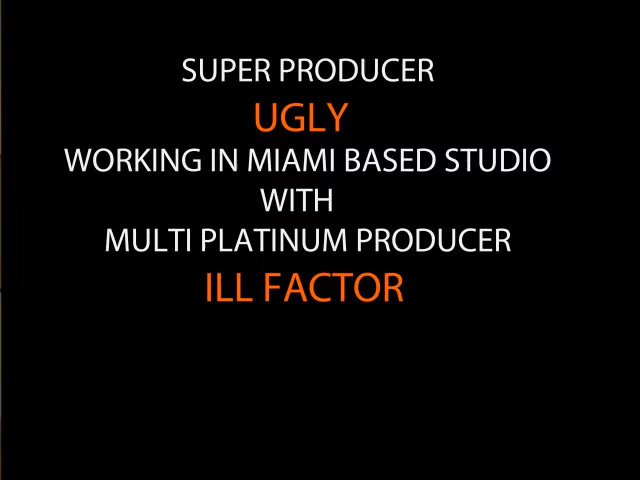 SUPER PRODUCER
UGLY
WORKING IN MIAMI BASED STUDIO
WITH
MULTI PLATINUM PRODUCER
ILL FACTOR